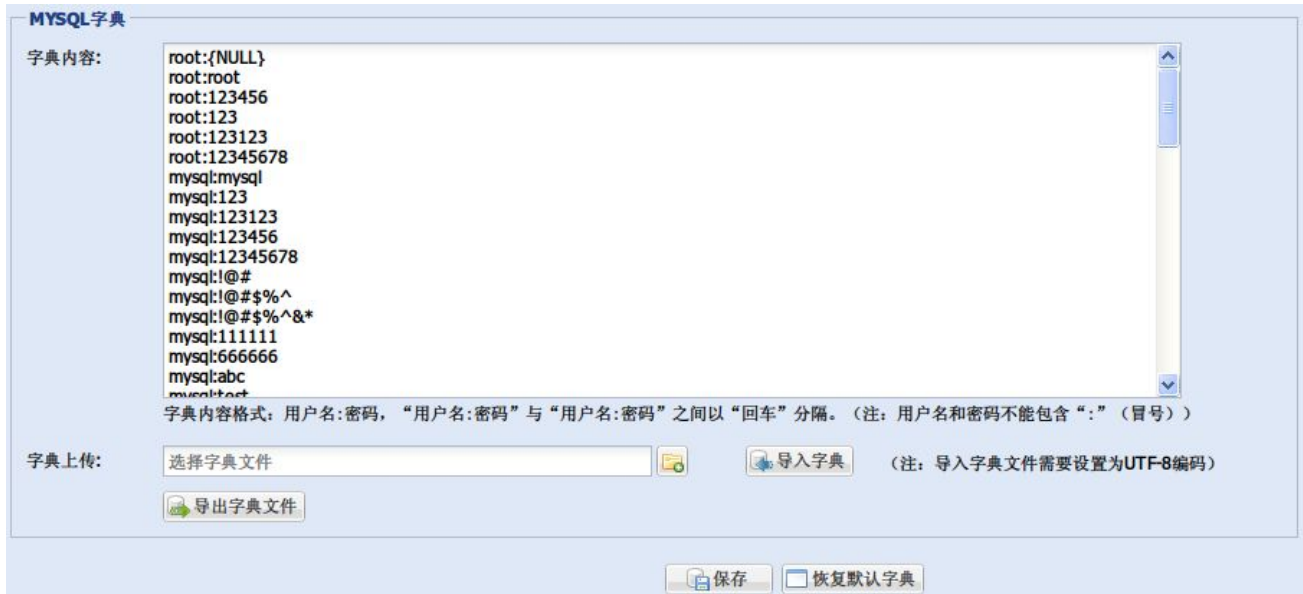 MYSQL字典
字典内容:
root:{NULL}
root:root
root:123456
root:123
root:123123
root:12345678
mysql:mysql
mysql:123
mysql:123123
mysql:123456
mysql:12345678
mysql:!@#
mysql:!@#$%^
mysql:!@#$%^&*
mysql:111111
mysql:666666
mysql:abc
mysql:test
字典内容格式：用户名:密码，“用户名:密码”与“用户名:密码”之间以“回车”分隔。（注：用户名和密码不能包含“:”（冒号））
字典上传: 选择字典文件 导入字典 （注：导入字典文件需要设置为UTF-8编码）
导出字典文件
保存 恢复默认字典